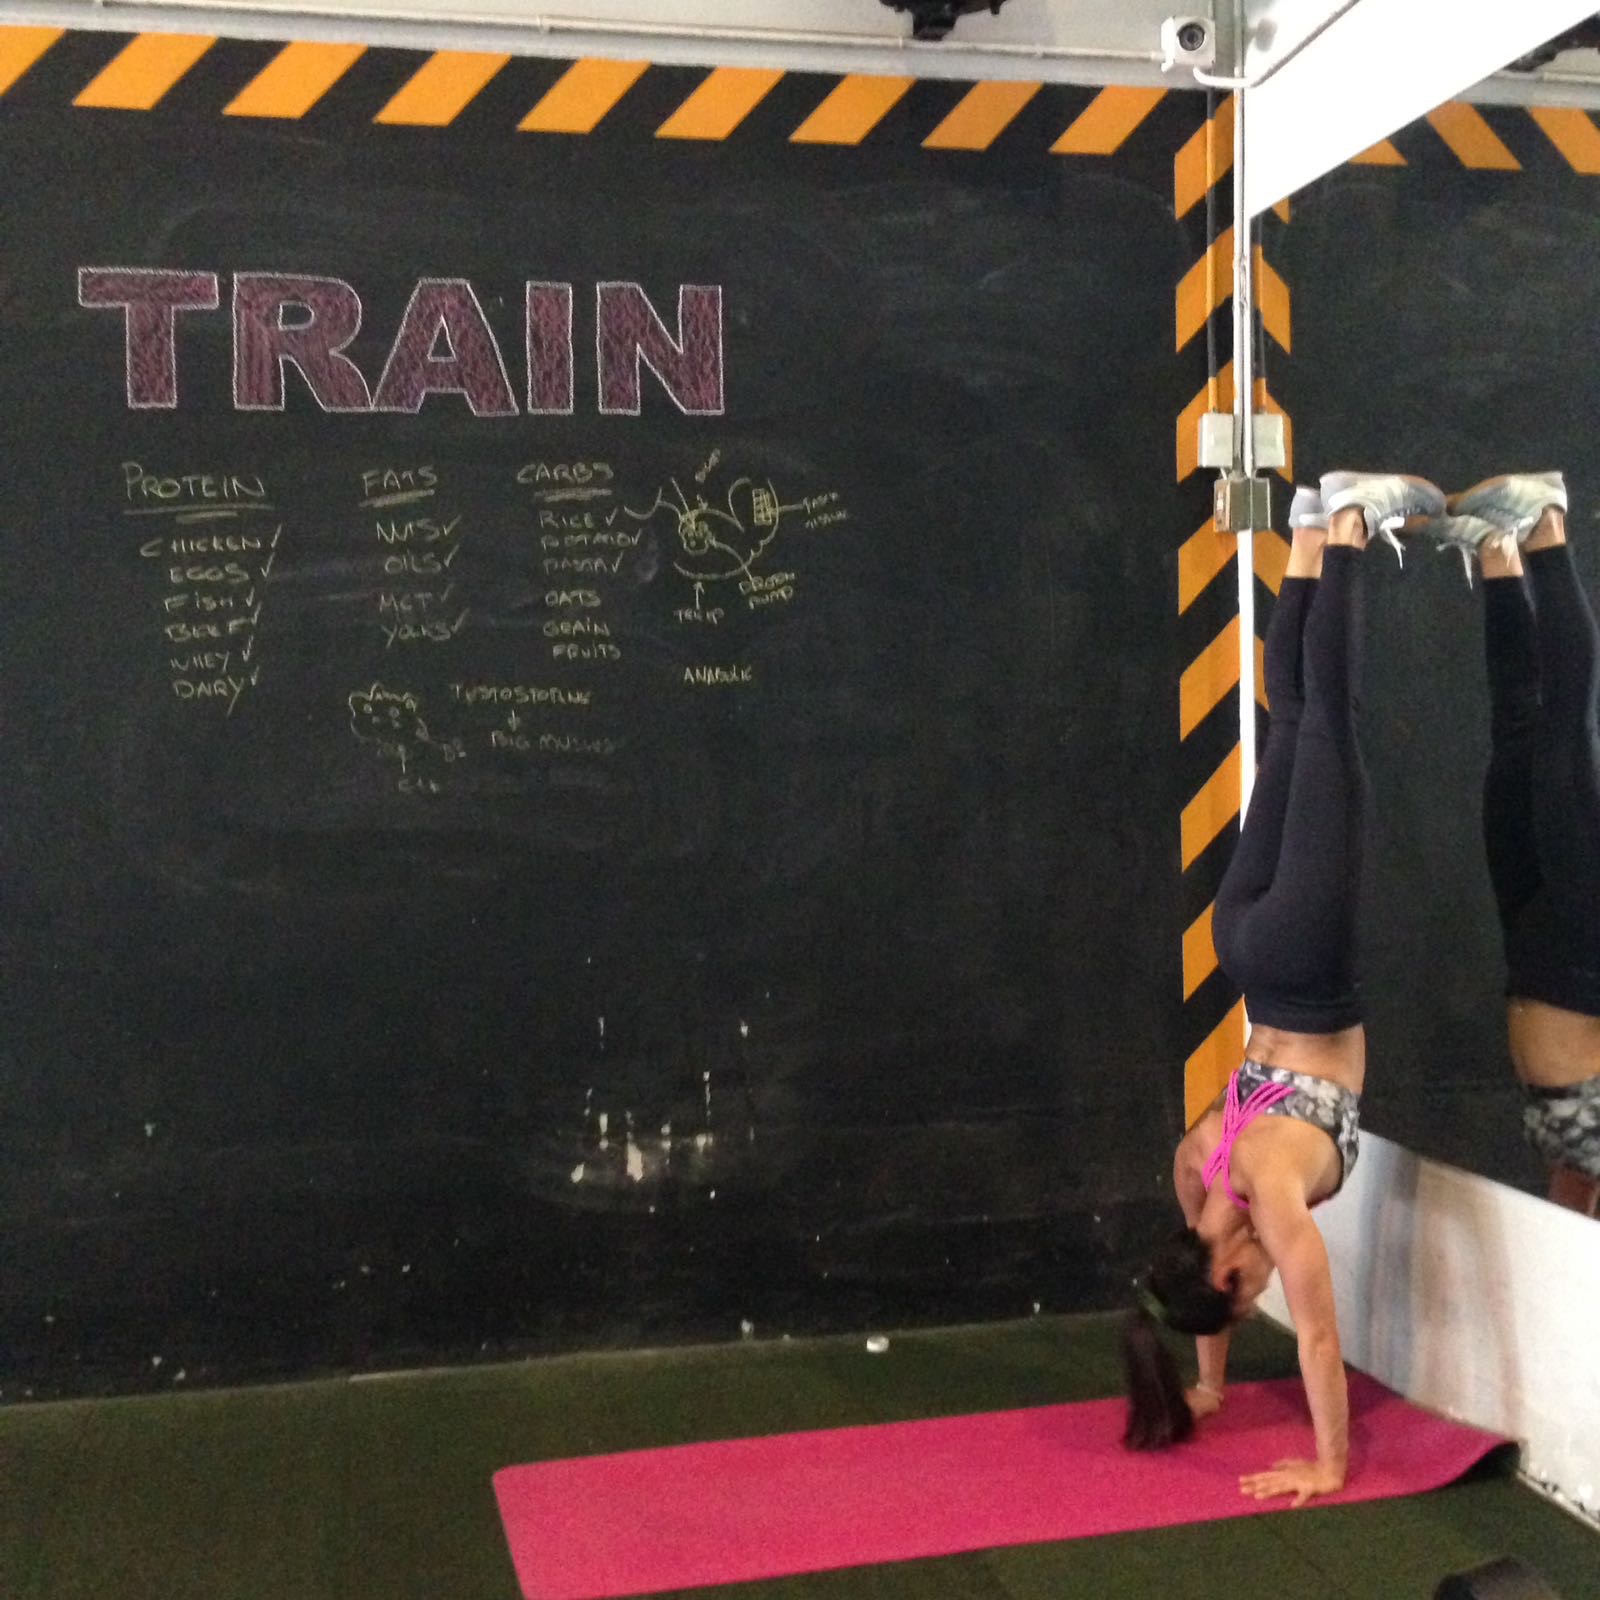 TRAIN
PROTEIN
CHICKEN ✓
EGGS ✓
FISH ✓
BEEF ✓
WHEY ✓
DAIRY ✓
FATS
NUTS ✓
OILS ✓
MCT ✓
YOLKS ✓
CARBS
RICE ✓
POTATO ✓
PASTA ✓
OATS
GRAIN
FRUITS
PUMP
ANABOLIC
TESTOSTERONE
BIG MUSCLES